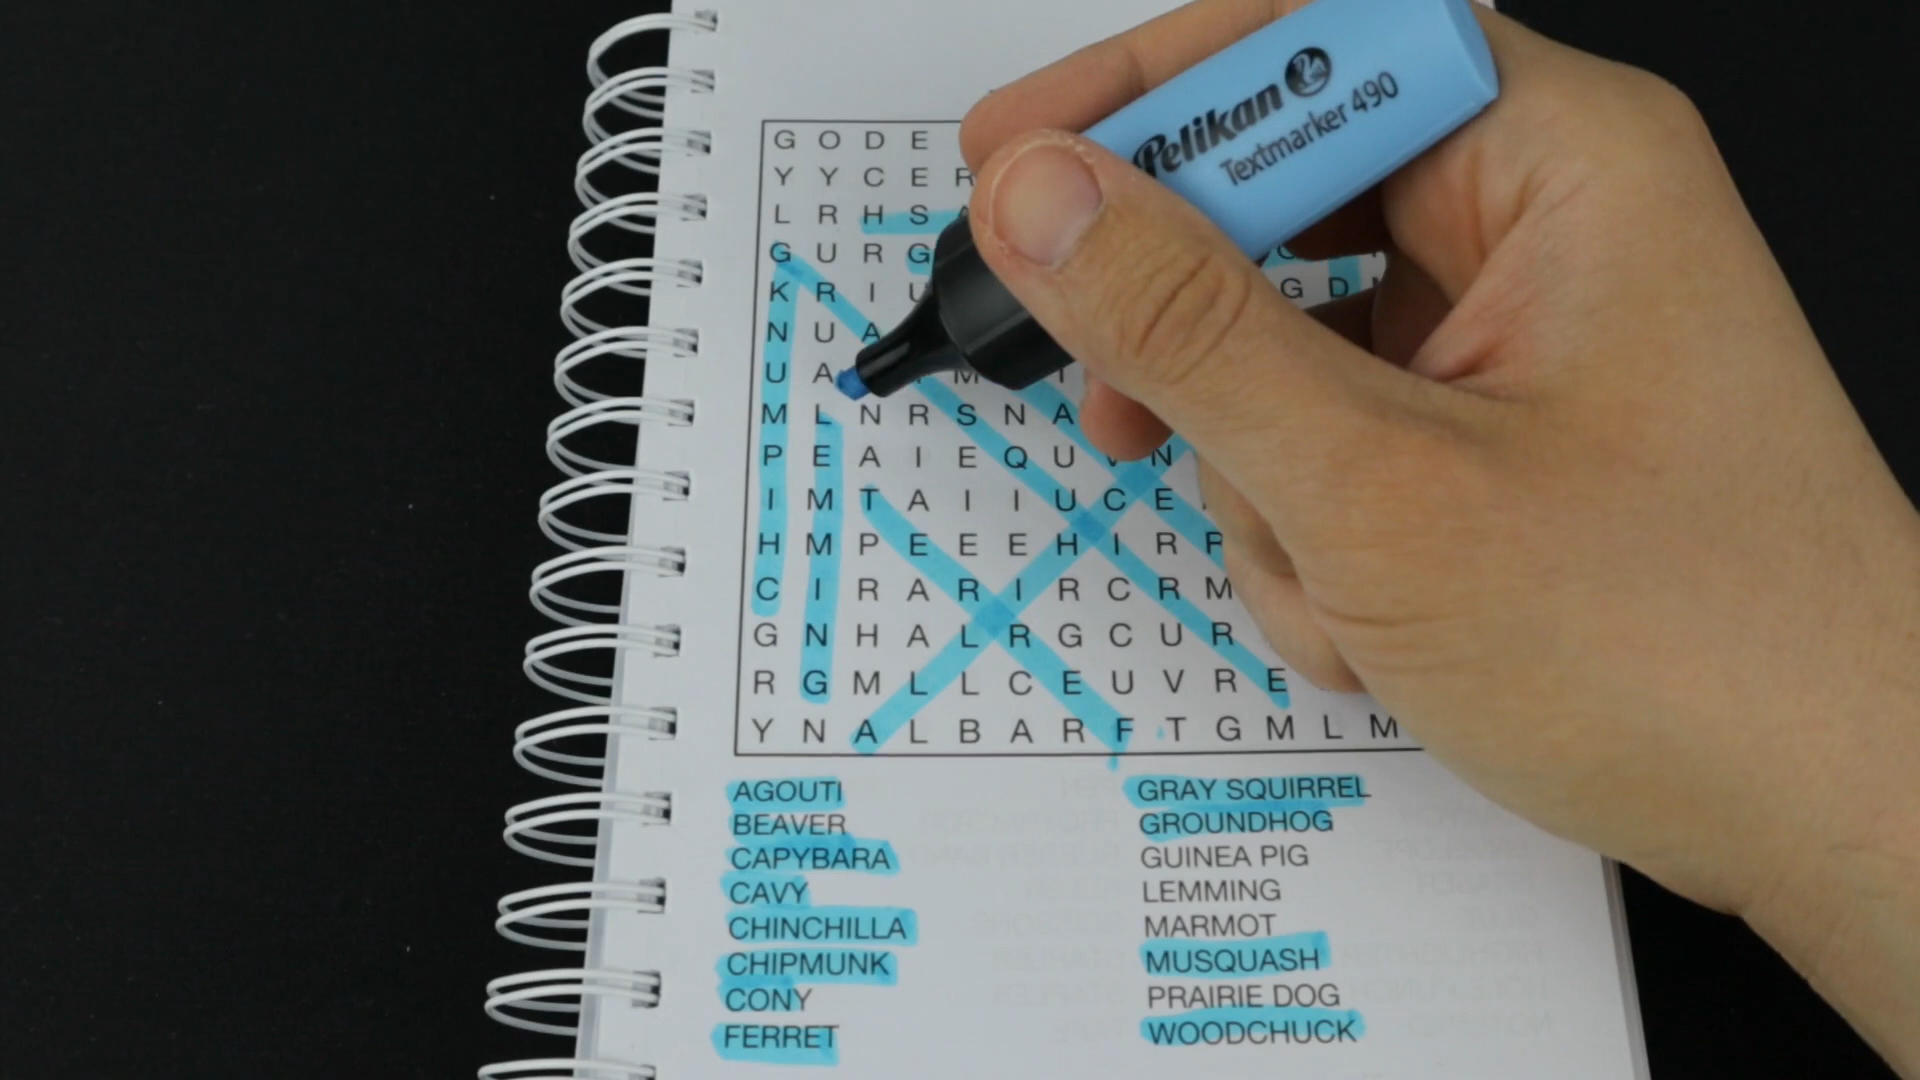 Pelikan
Textmarker 490
G O D E
Y Y C E R
L R H S
G U R G
K R I U G D
N U A
U A M
M L N R S N A
P E A I E Q U V N
I M T A I I U C E
H M P E E E H I R R
C I R A R I R C R M
G N H A L R G C U R
R G M L L C E U V R E
Y N A L B A R F T G M L M
AGOUTI
BEAVER
CAPYBARA
CAVY
CHINCHILLA
CHIPMUNK
CONY
FERRET
GRAY SQUIRREL
GROUNDHOG
GUINEA PIG
LEMMING
MARMOT
MUSQUASH
PRAIRIE DOG
WOODCHUCK